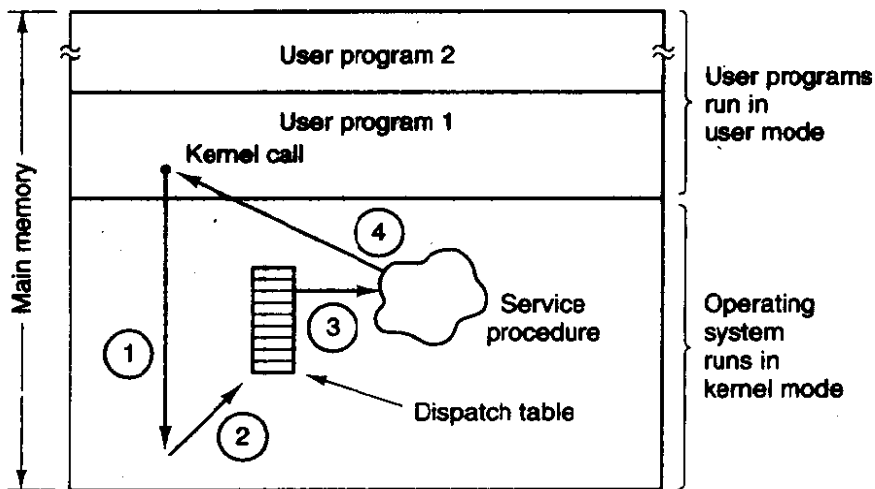 User program 2
User programs
run in
user mode
User program 1
Kernel call
Main memory
4
Service
procedure
3
1
2
Dispatch table
Operating
system
runs in
kernel mode